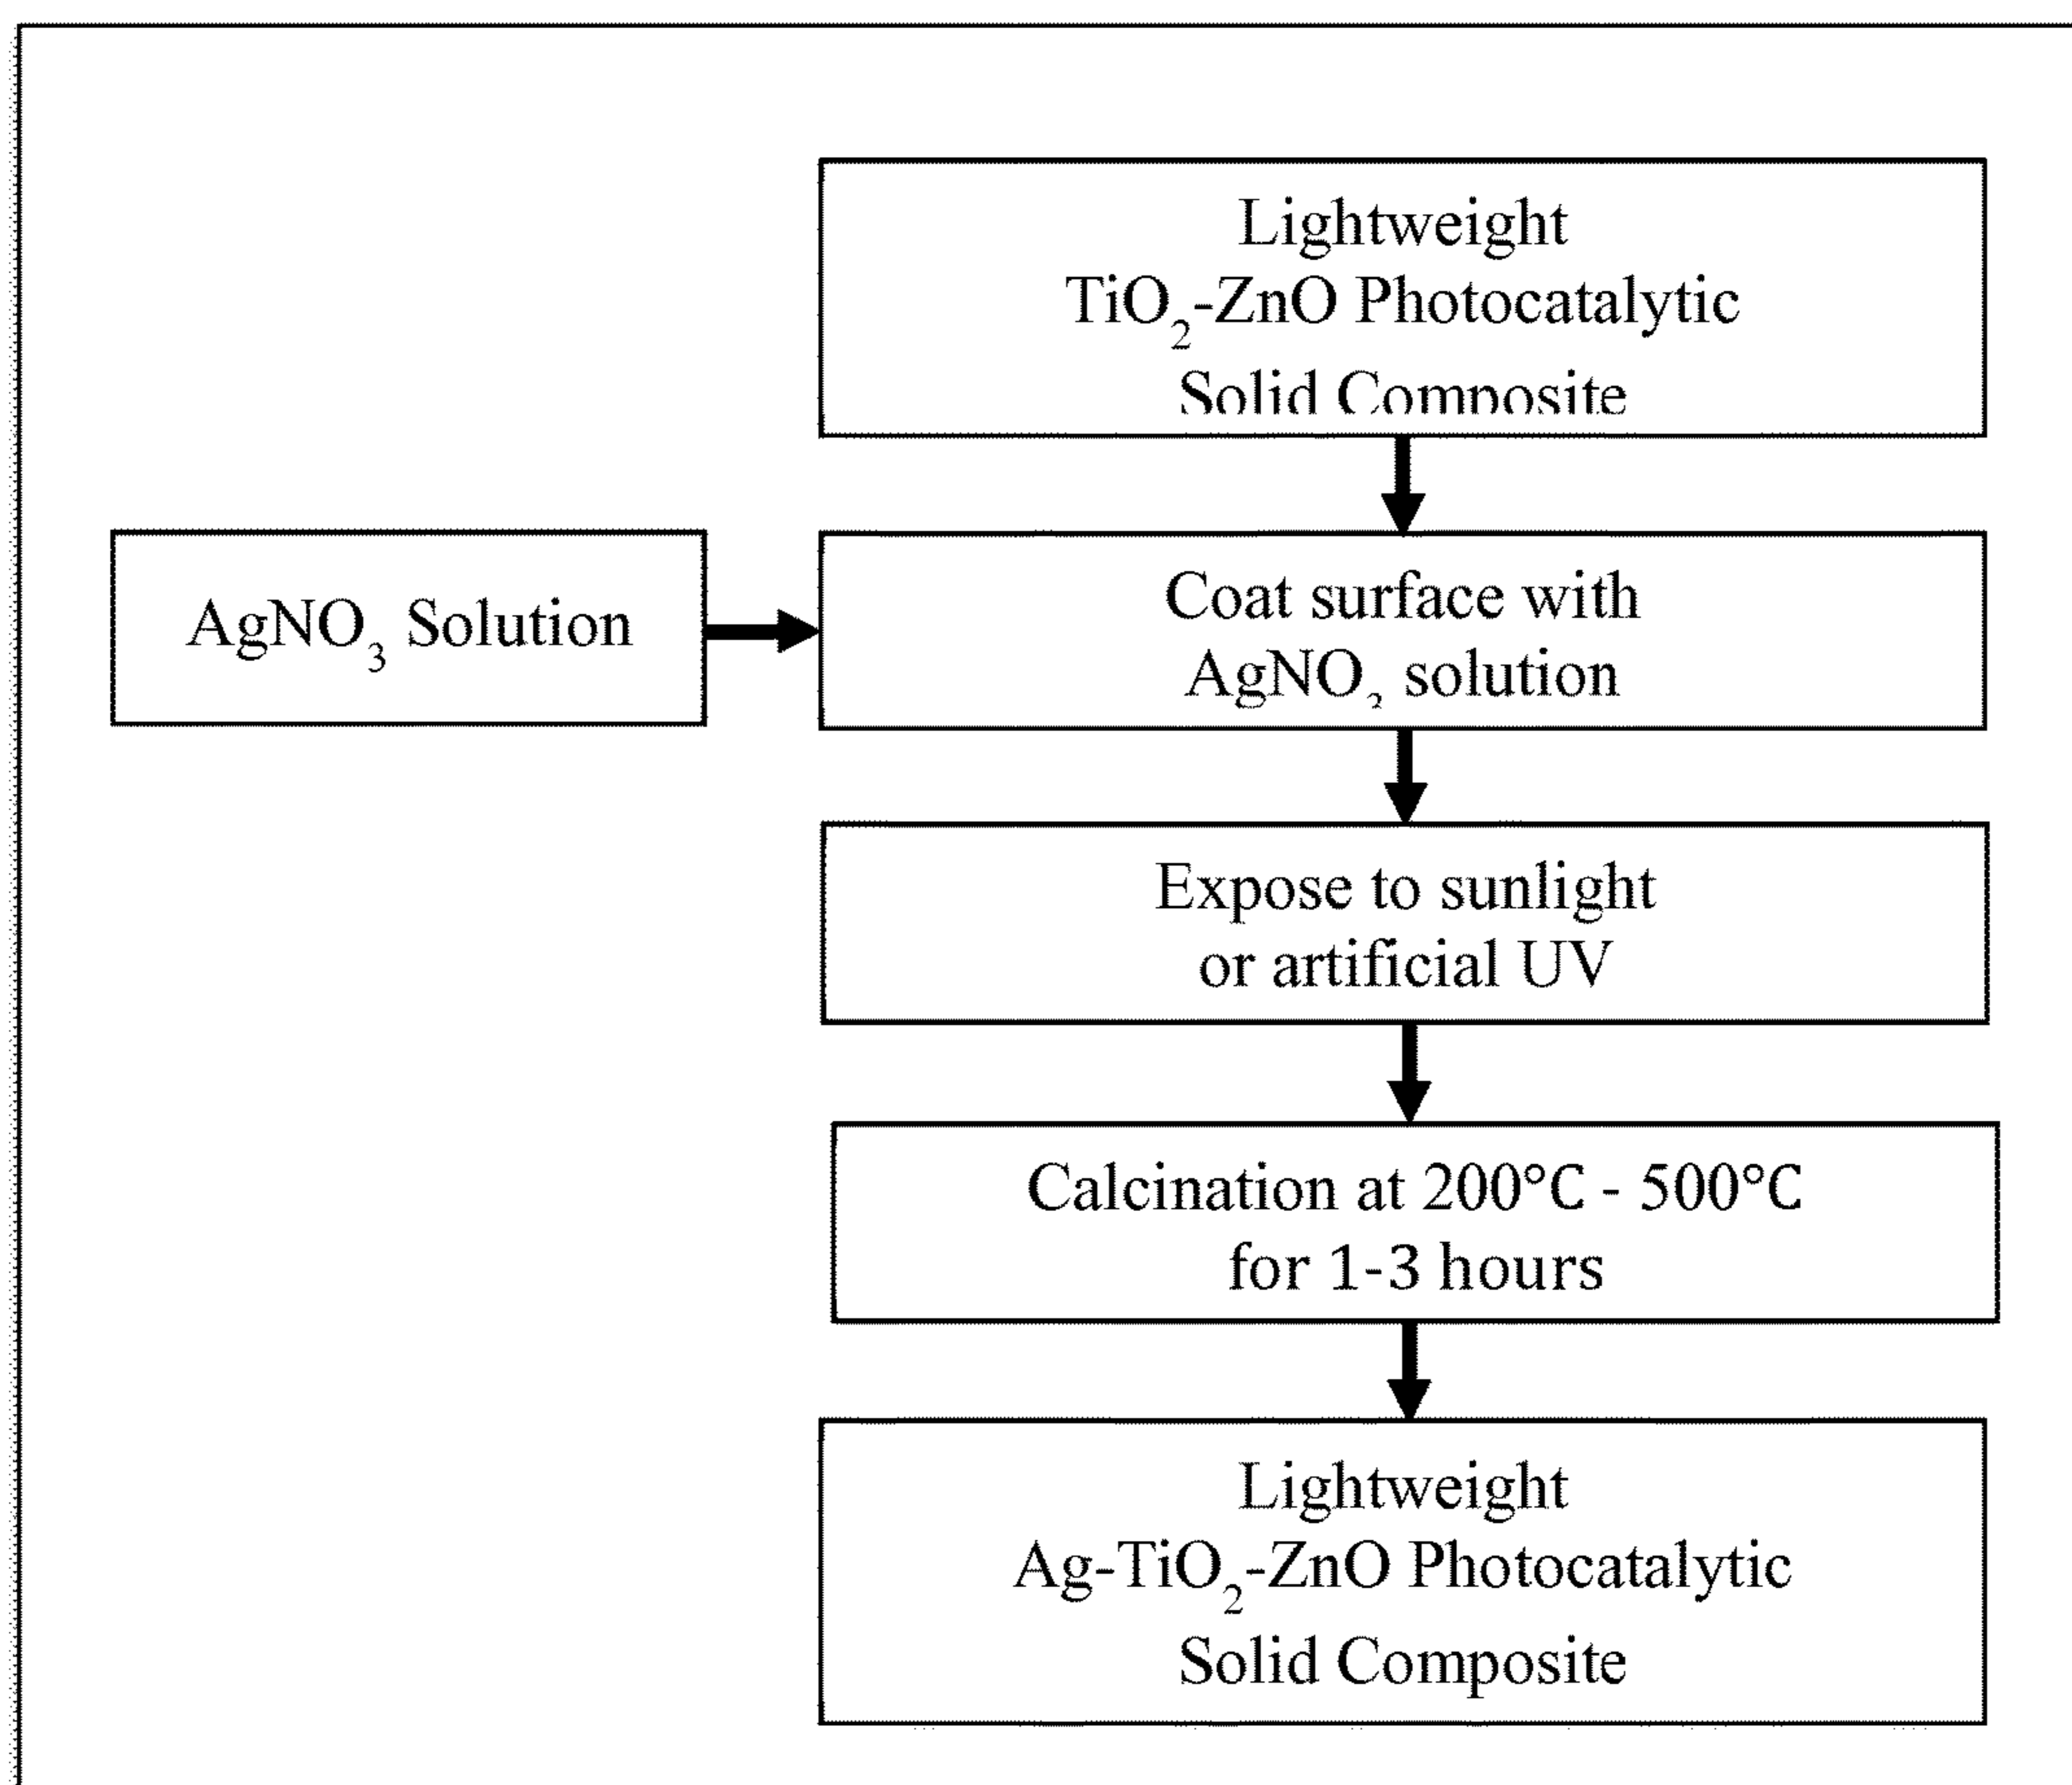 Lightweight
TiO₂-ZnO Photocatalytic
Solid Composite
AgNO₃ Solution
Coat surface with
AgNO₃ solution
Expose to sunlight
or artificial UV
Calcination at 200°C - 500°C
for 1-3 hours
Lightweight
Ag-TiO₂-ZnO Photocatalytic
Solid Composite